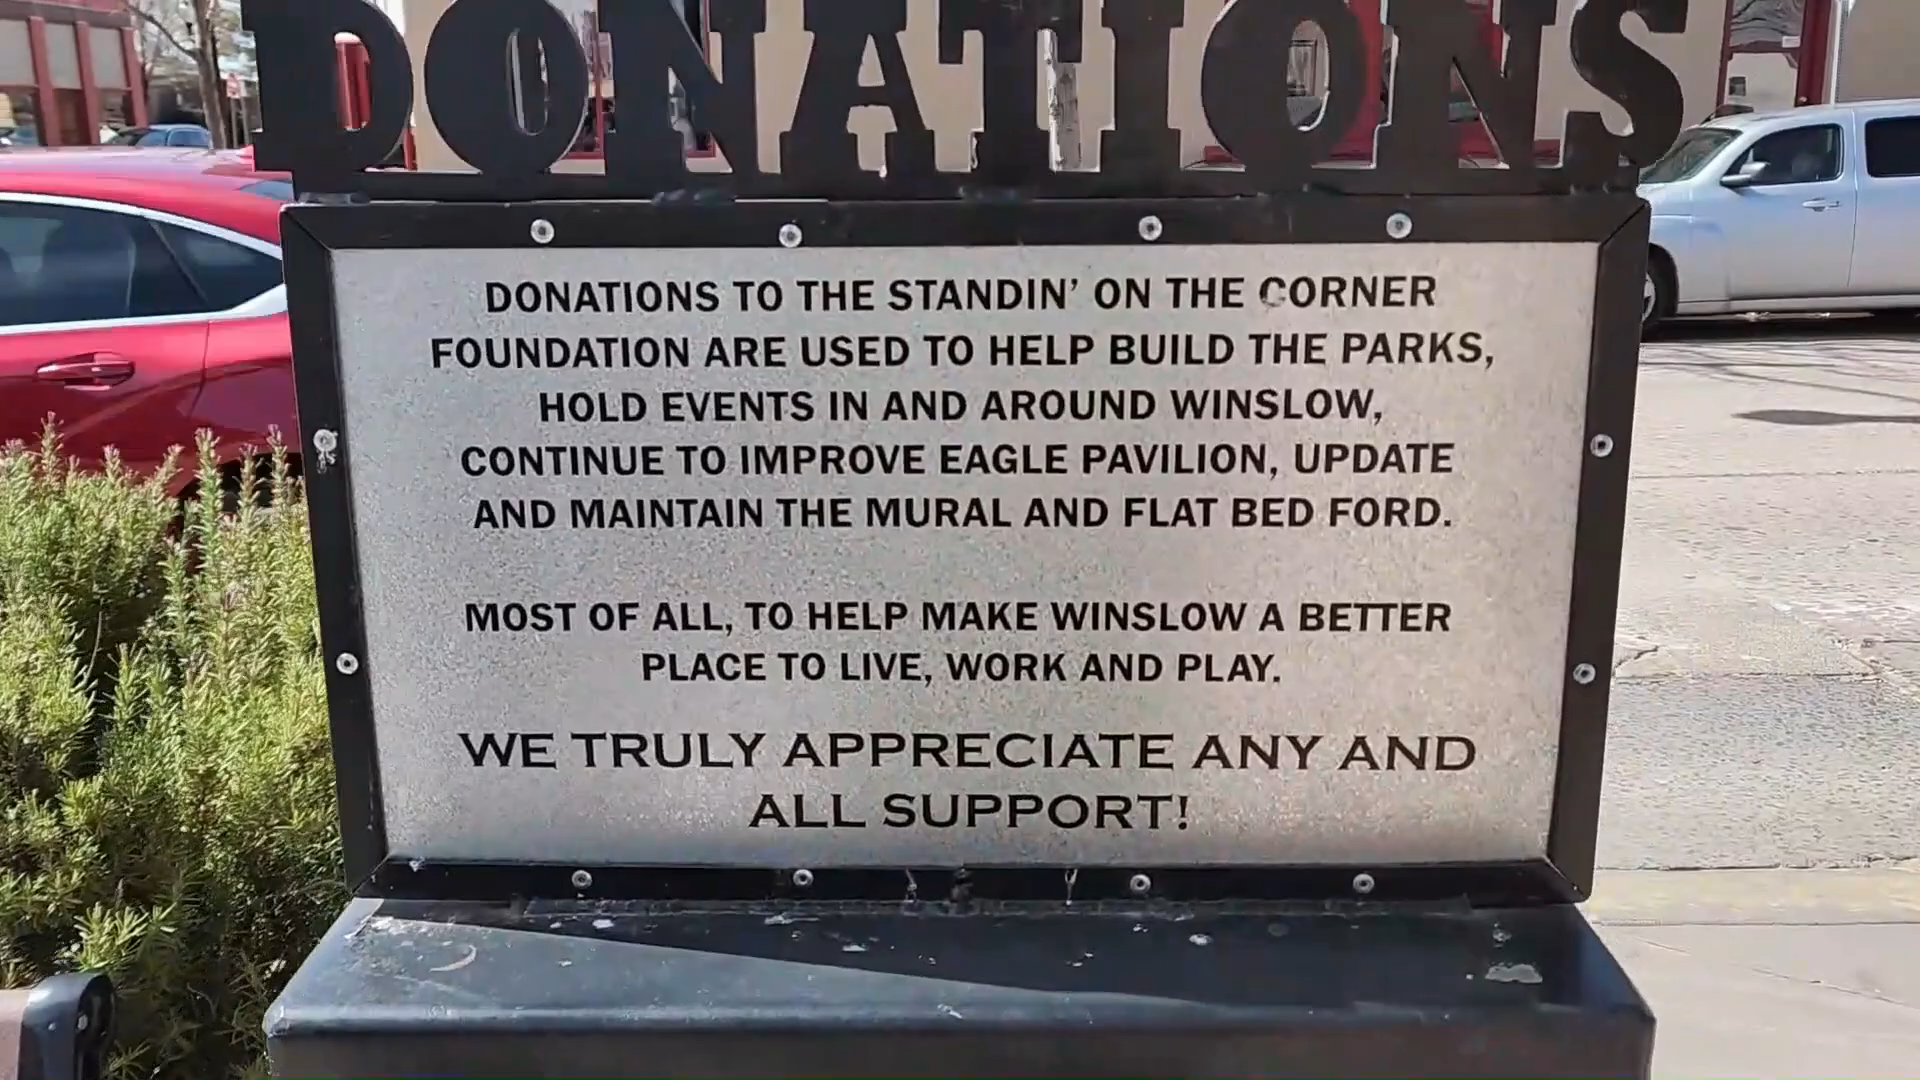 DONATIONS
DONATIONS TO THE STANDIN' ON THE CORNER
FOUNDATION ARE USED TO HELP BUILD THE PARKS,
HOLD EVENTS IN AND AROUND WINSLOW,
CONTINUE TO IMPROVE EAGLE PAVILION, UPDATE
AND MAINTAIN THE MURAL AND FLAT BED FORD.
MOST OF ALL, TO HELP MAKE WINSLOW A BETTER
PLACE TO LIVE, WORK AND PLAY.
WE TRULY APPRECIATE ANY AND
ALL SUPPORT!